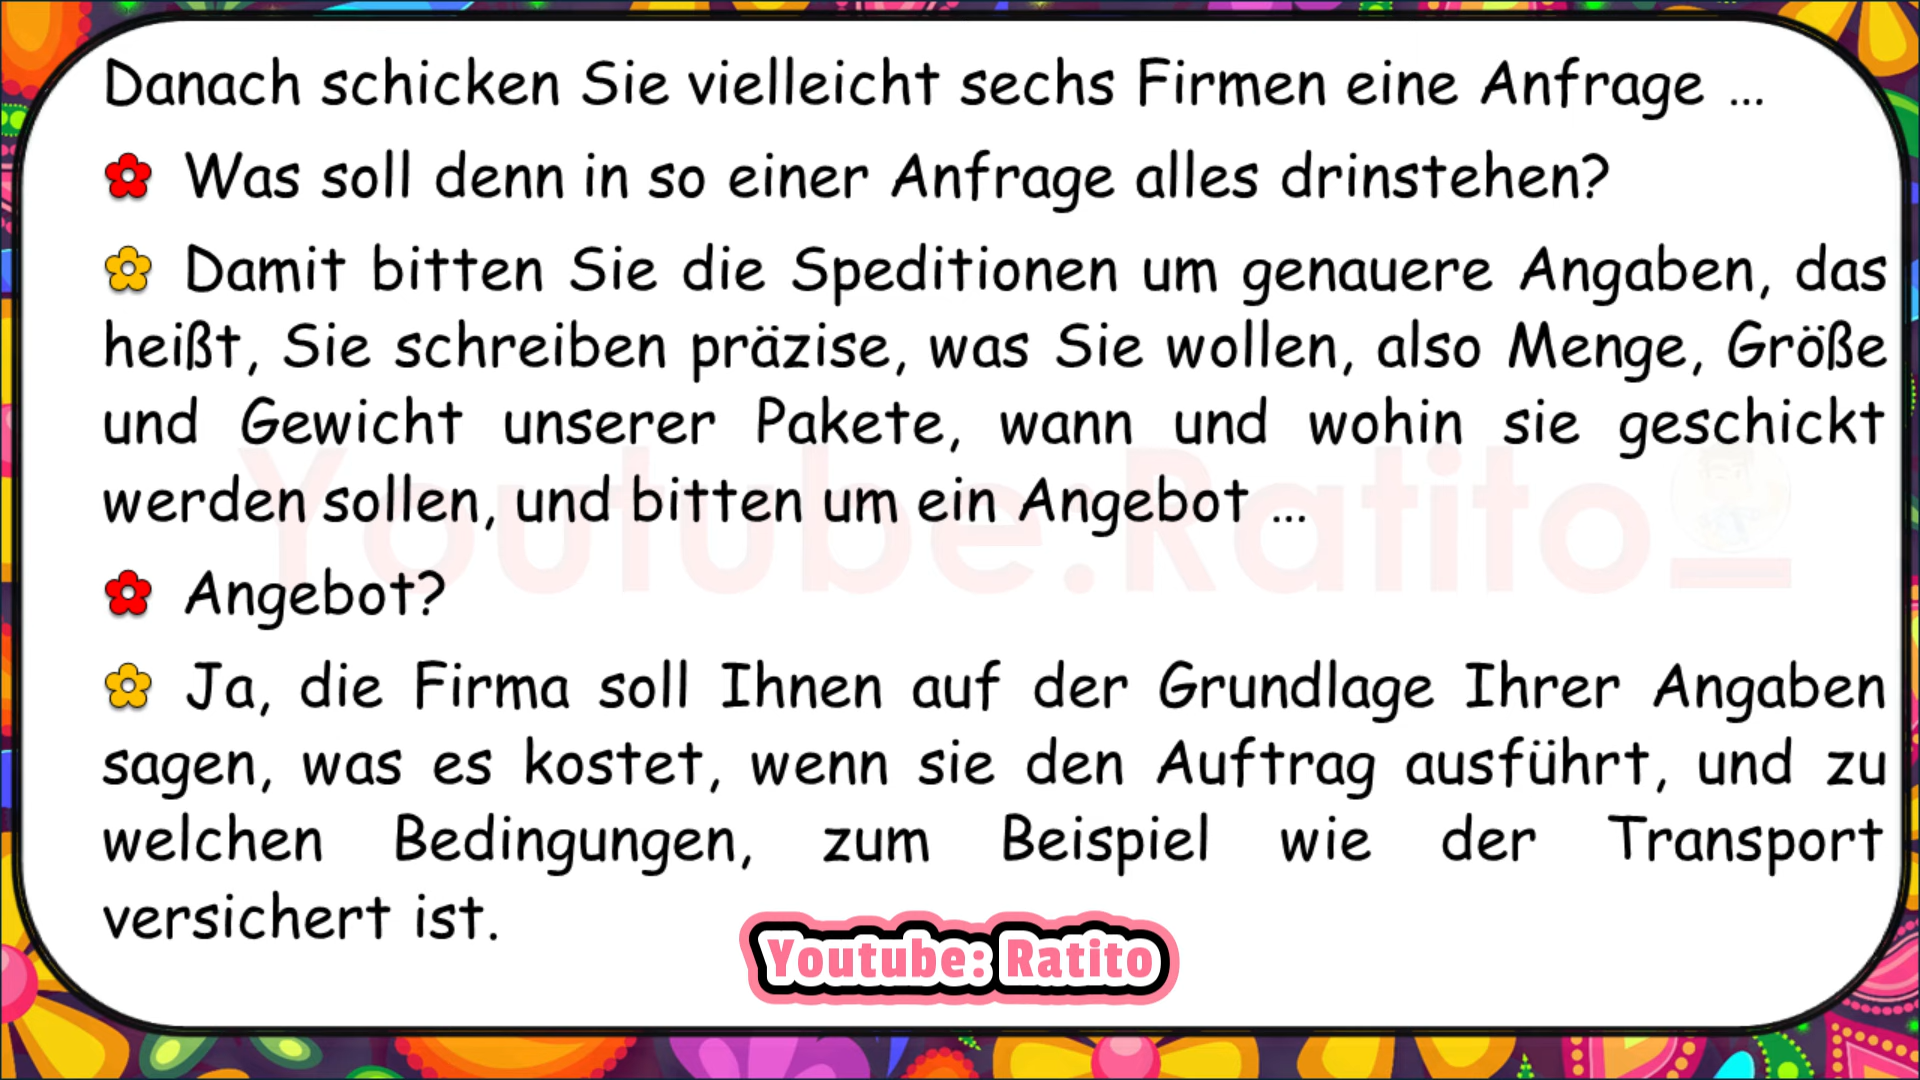 Danach schicken Sie vielleicht sechs Firmen eine Anfrage ...
Was soll denn in so einer Anfrage alles drinstehen?
Damit bitten Sie die Speditionen um genauere Angaben, das
heißt, Sie schreiben präzise, was Sie wollen, also Menge, Größe
und Gewicht unserer Pakete, wann und wohin sie geschickt
werden sollen, und bitten um ein Angebot ...
Youtube:Ratito
Angebot?
Ja, die Firma soll Ihnen auf der Grundlage Ihrer Angaben
sagen, was es kostet, wenn sie den Auftrag ausführt, und zu
welchen Bedingungen, zum Beispiel wie der Transport
versichert ist.
Youtube: Ratito